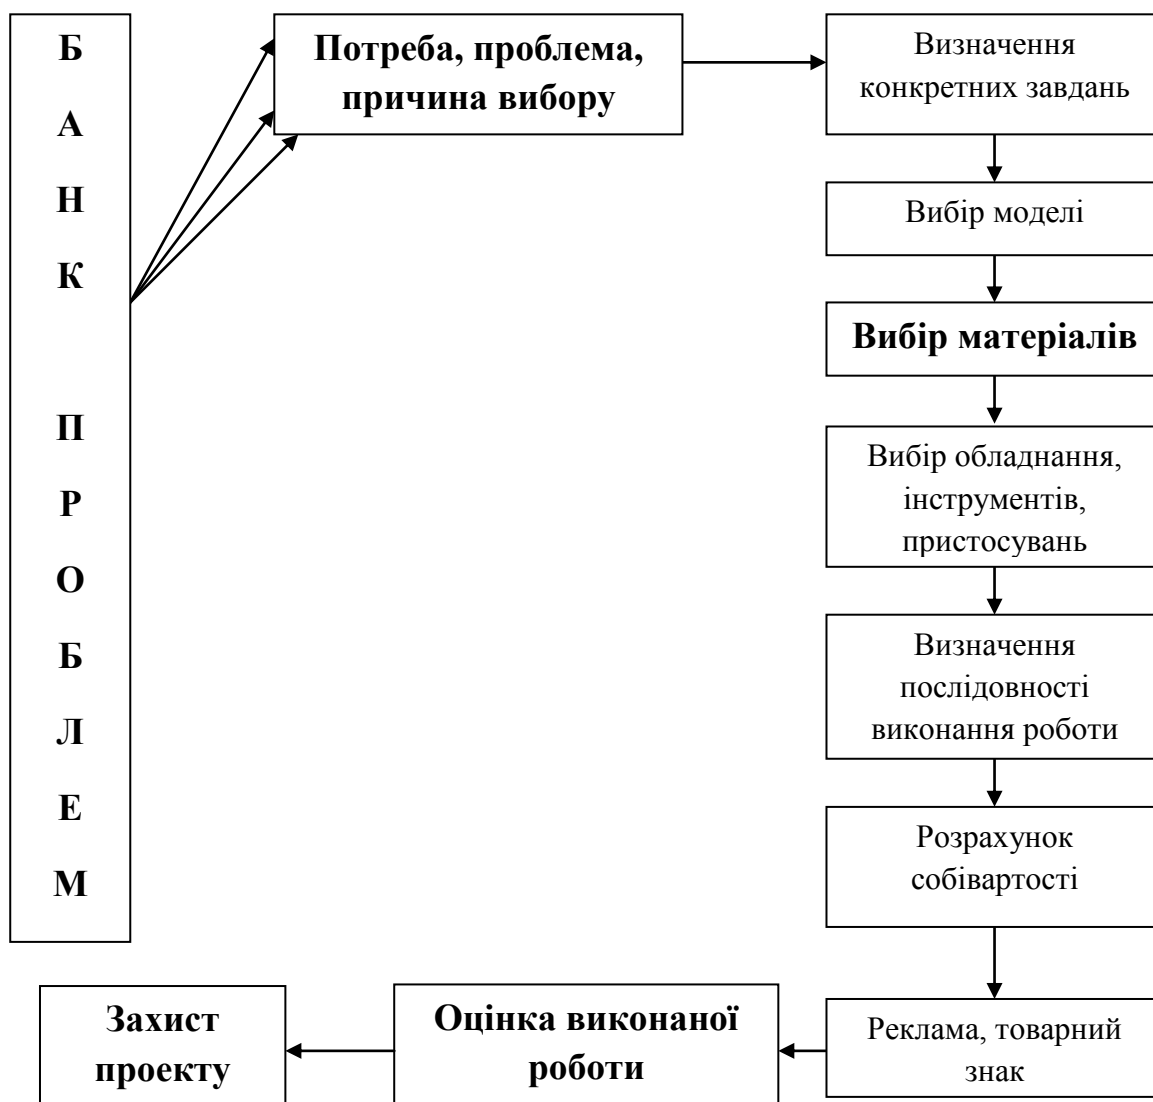 Б
А
Н
К
П
Р
О
Б
Л
Е
М
Потреба, проблема,
причина вибору
Визначення
конкретних завдань
Вибір моделі
Вибір матеріалів
Вибір обладнання,
інструментів,
пристосувань
Визначення
послідовності
виконання роботи
Розрахунок
собівартості
Реклама, товарний
знак
Оцінка виконаної
роботи
Захист
проекту